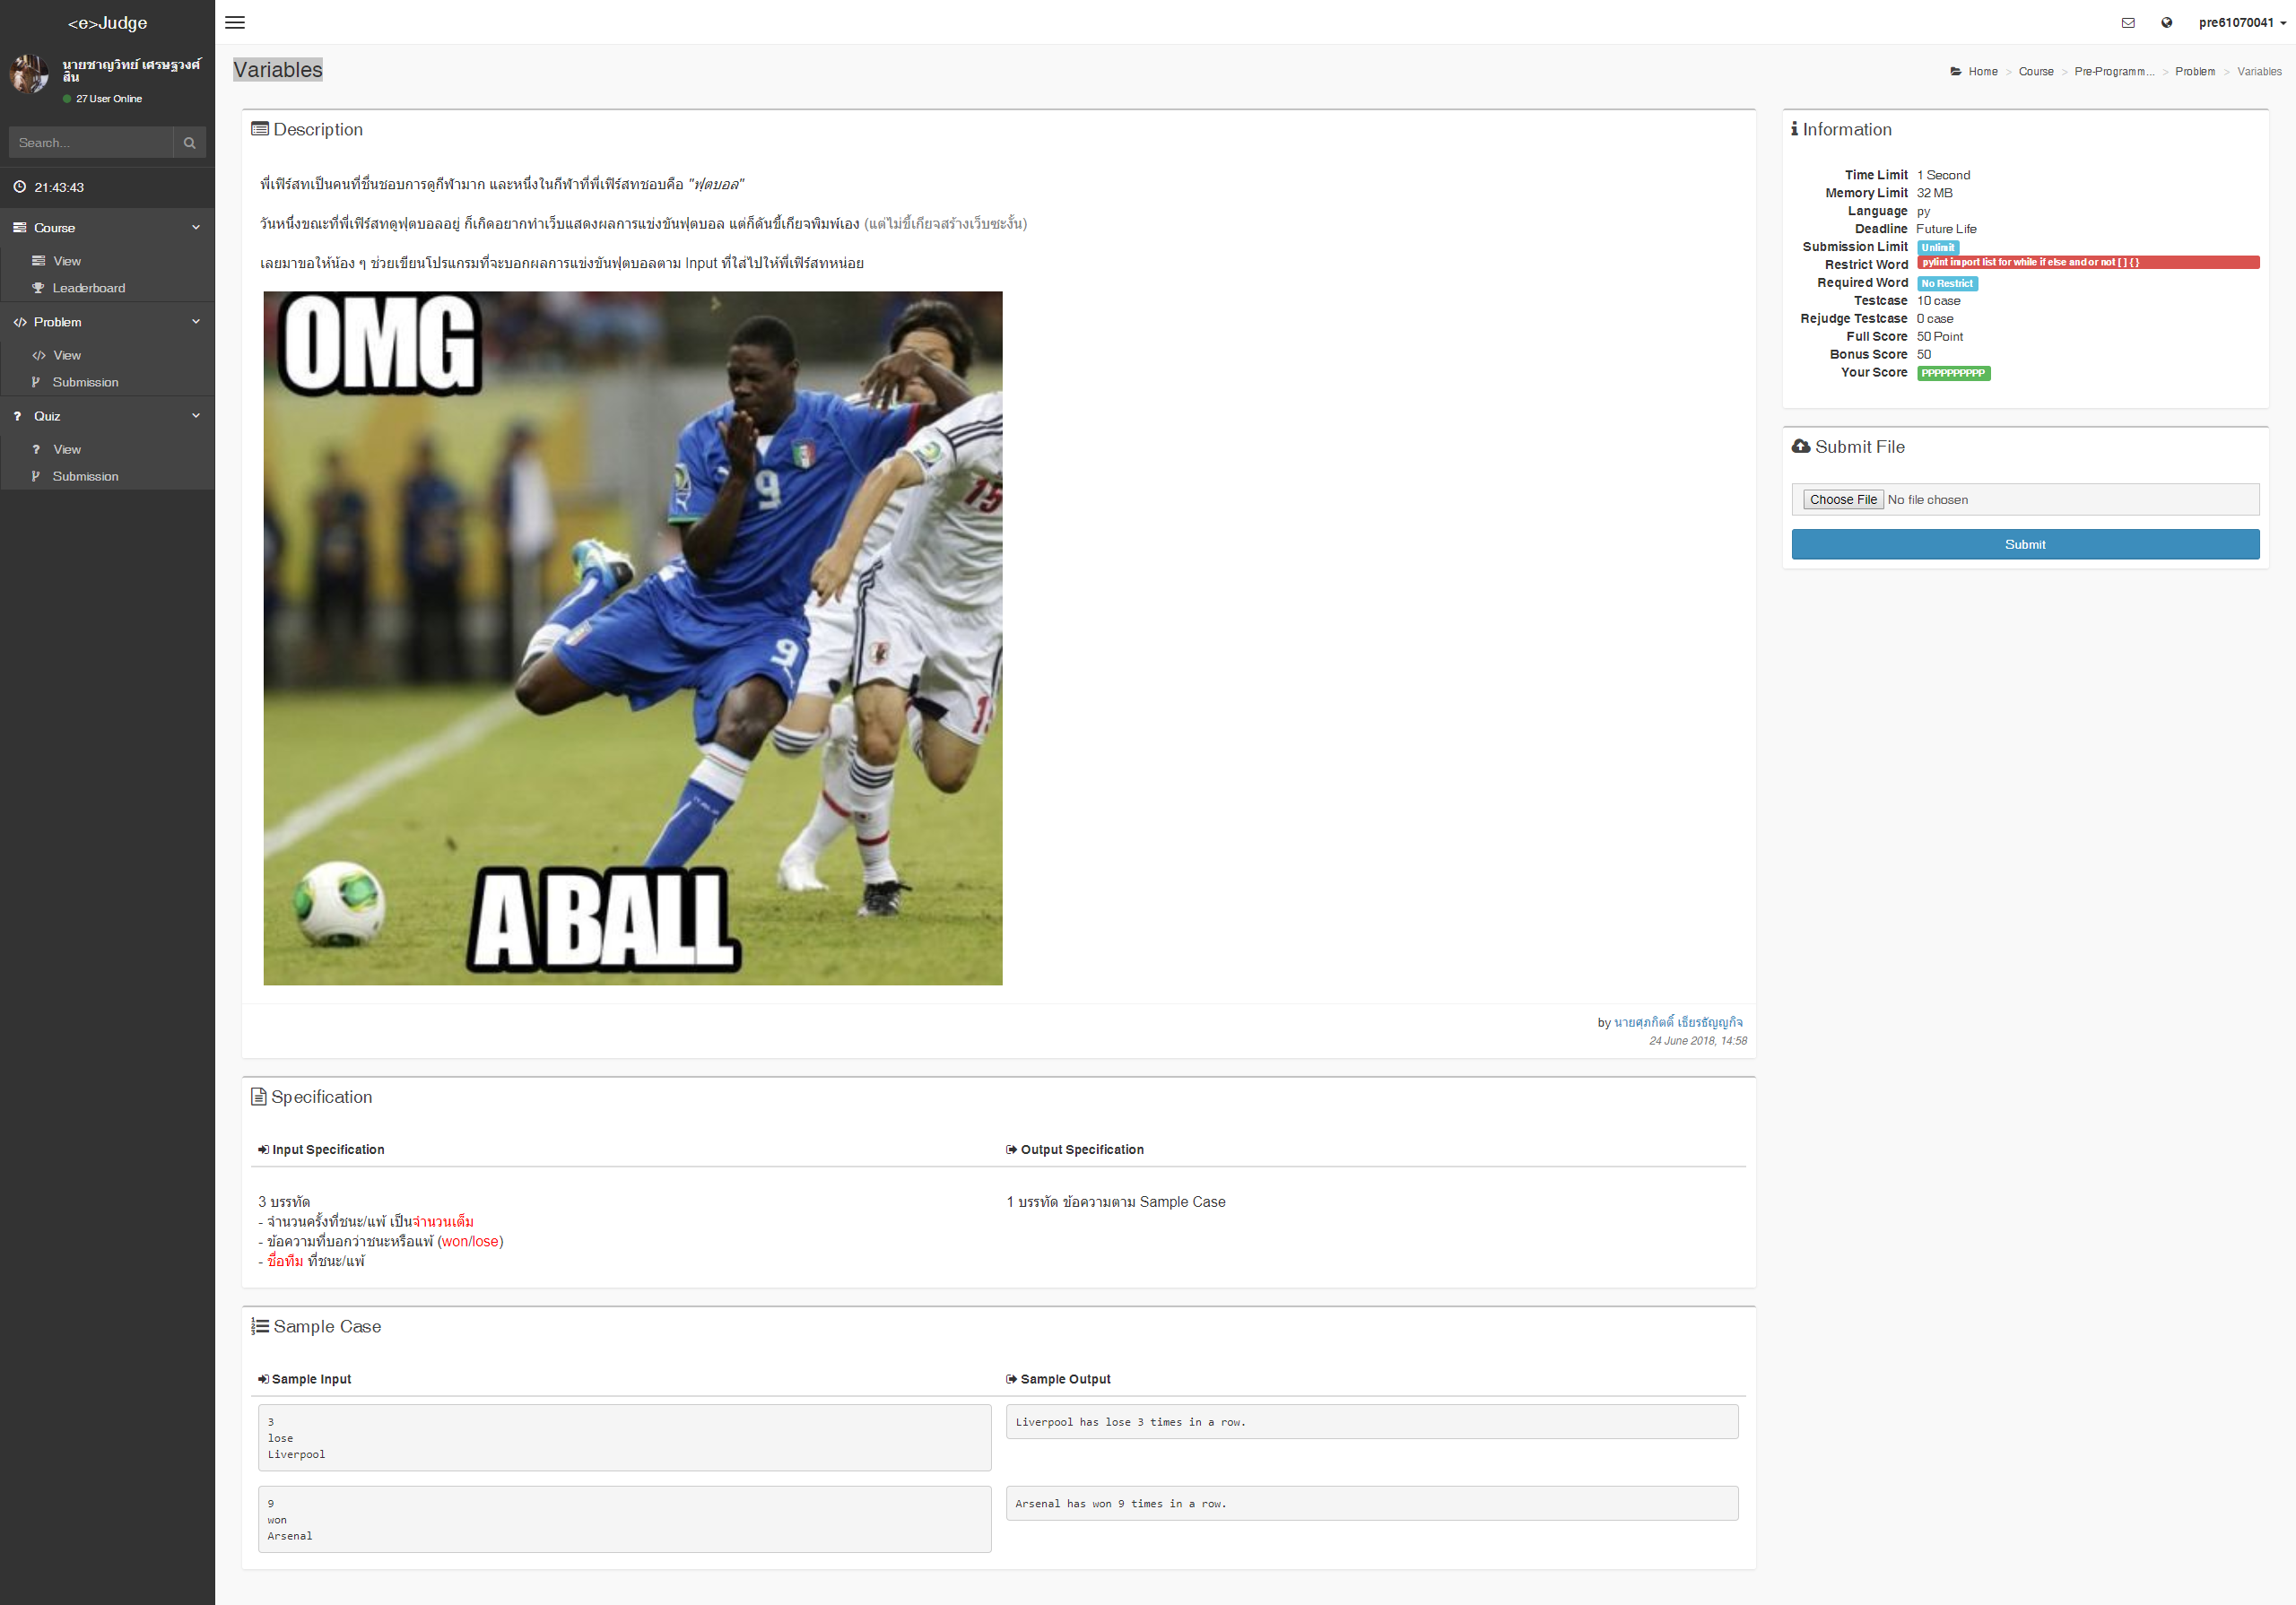 <e>Judge
pre61070041
นายชาญวิทย์ เศรษฐวงศ์
สิน
27 User Online
Search...
21:43:43
Course
View
Leaderboard
Problem
View
Submission
Quiz
View
Submission
Variables
Home > Course > Pre-Programm... > Problem > Variables
Description
พี่เฟิร์สทเป็นคนที่ชื่นชอบการดูกีฬามาก และหนึ่งในกีฬาที่พี่เฟิร์สทชอบคือ "ฟุตบอล"
วันหนึ่งขณะที่พี่เฟิร์สทดูฟุตบอลอยู่ ก็เกิดอยากทำเว็บแสดงผลการแข่งขันฟุตบอล แต่ก็ดันขี้เกียจพิมพ์เอง (แต่ไม่ขี้เกียจสร้างเว็บซะงั้น)
เลยมาขอให้น้อง ๆ ช่วยเขียนโปรแกรมที่จะบอกผลการแข่งขันฟุตบอลตาม Input ที่ใส่ไปให้พี่เฟิร์สทหน่อย
OMG
9
15
9
A BALL
by นายศุภกิตติ์ เธียรธัญญกิจ
24 June 2018, 14:58
Specification
Input Specification
3 บรรทัด
- จำนวนครั้งที่ชนะ/แพ้ เป็นจำนวนเต็ม
- ข้อความที่บอกว่าชนะหรือแพ้ (won/lose)
- ชื่อทีม ที่ชนะ/แพ้
Output Specification
1 บรรทัด ข้อความตาม Sample Case
Sample Case
Sample Input
Sample Output
3
lose
Liverpool
Liverpool has lose 3 times in a row.
9
won
Arsenal
Arsenal has won 9 times in a row.
Information
Time Limit 1 Second
Memory Limit 32 MB
Language py
Deadline Future Life
Submission Limit Unlimit
Restrict Word pylint import list for while if else and or not [ ] { }
Required Word No Restrict
Testcase 10 case
Rejudge Testcase 0 case
Full Score 50 Point
Bonus Score 50
Your Score PPPPPPPPPP
Submit File
Choose File No file chosen
Submit